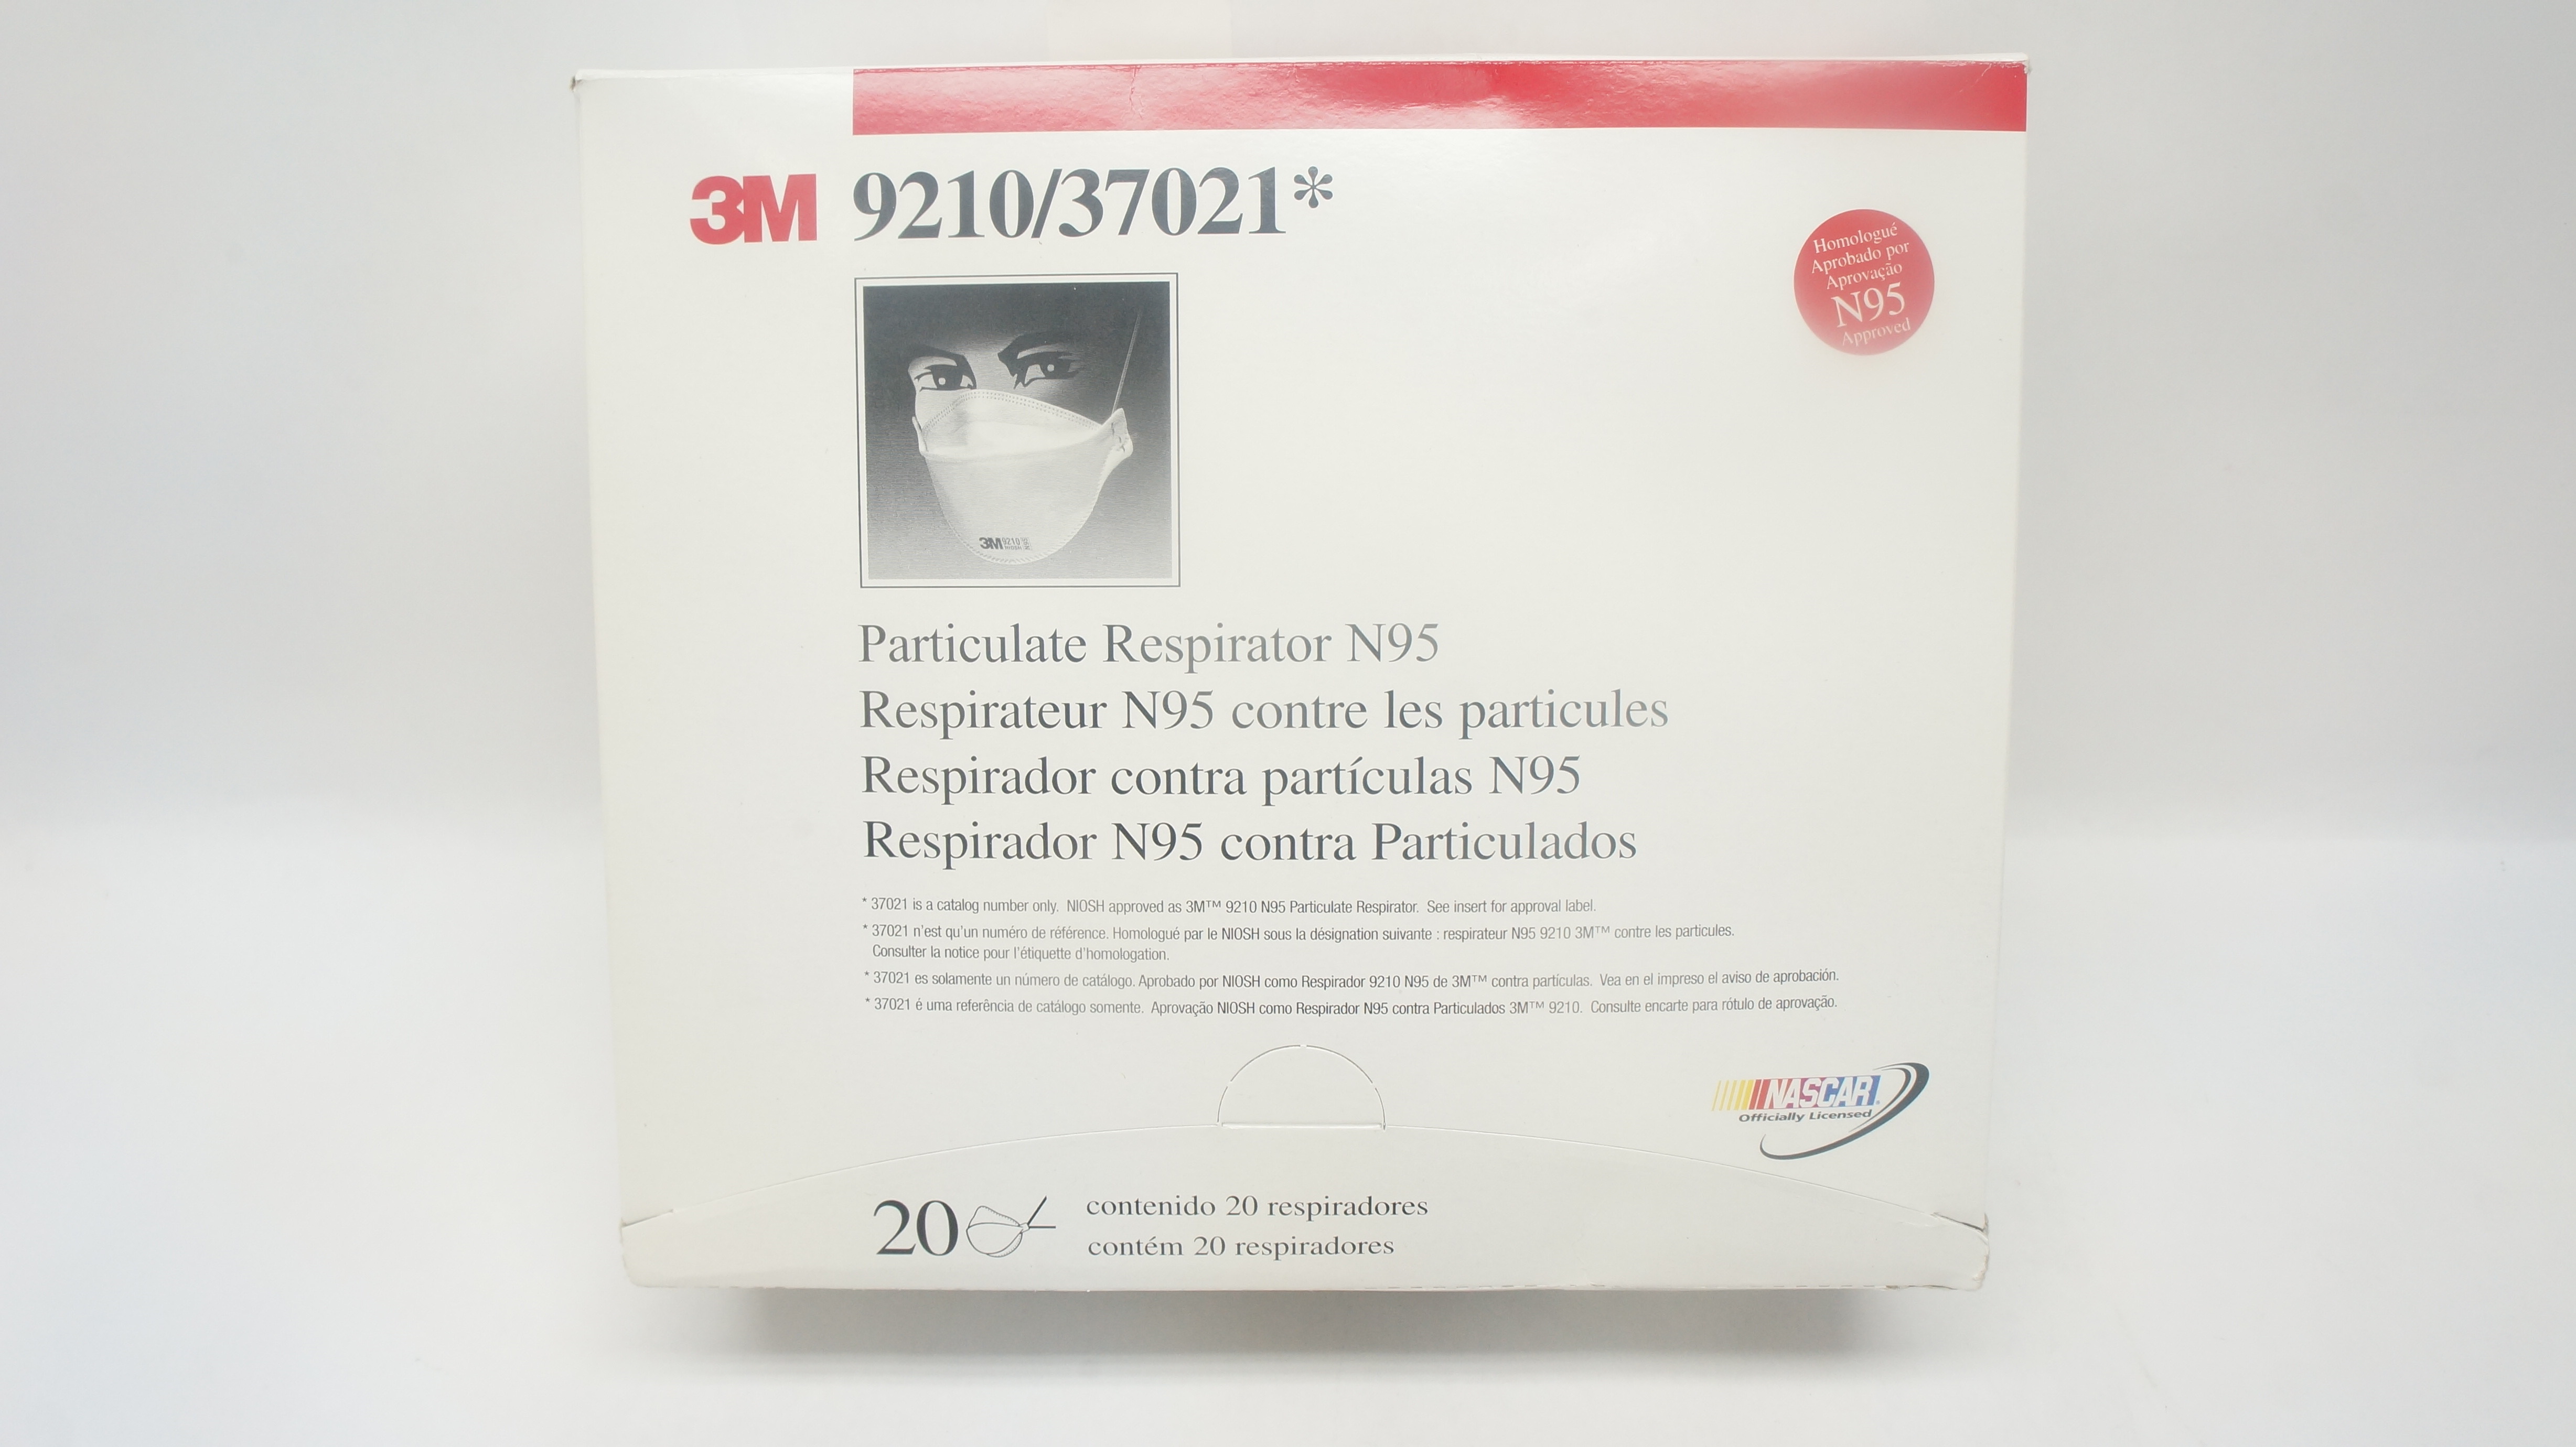 3M 9210/37021*
Homologué
Aprobado por
Aprovação
N95
Approved
3M 9210
Particulate Respirator N95
Respirateur N95 contre les particules
Respirador contra partículas N95
Respirador N95 contra Particulados
* 37021 is a catalog number only. NIOSH approved as 3M™ 9210 N95 Particulate Respirator. See insert for approval label.
* 37021 n'est qu'un numéro de référence. Homologué par le NIOSH sous la désignation suivante : respirateur N95 9210 3M™ contre les particules.
Consulter la notice pour l'étiquette d'homologation.
* 37021 es solamente un número de catálogo. Aprobado por NIOSH como Respirador 9210 N95 de 3M™ contra partículas. Vea en el impreso el aviso de aprobación.
* 37021 é uma referência de catálogo somente. Aprovação NIOSH como Respirador N95 contra Particulados 3M™ 9210. Consulte encarte para rótulo de aprovação.
NASCAR®
Officially Licensed
20
contenido 20 respiradores
contém 20 respiradores